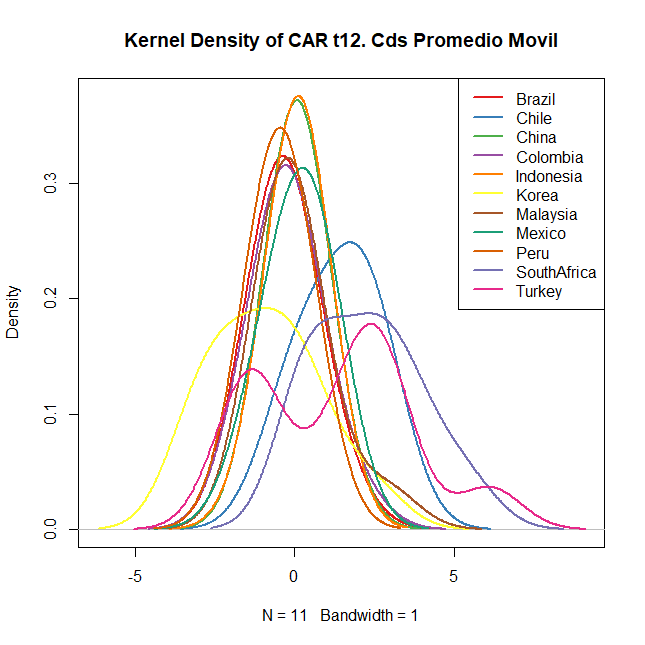 Kernel Density of CAR t12. Cds Promedio Movil
Brazil
Chile
China
Colombia
Indonesia
Korea
Malaysia
Mexico
Peru
SouthAfrica
Turkey
Density
0.3
0.2
0.1
0.0
-5 0 5
N = 11 Bandwidth = 1